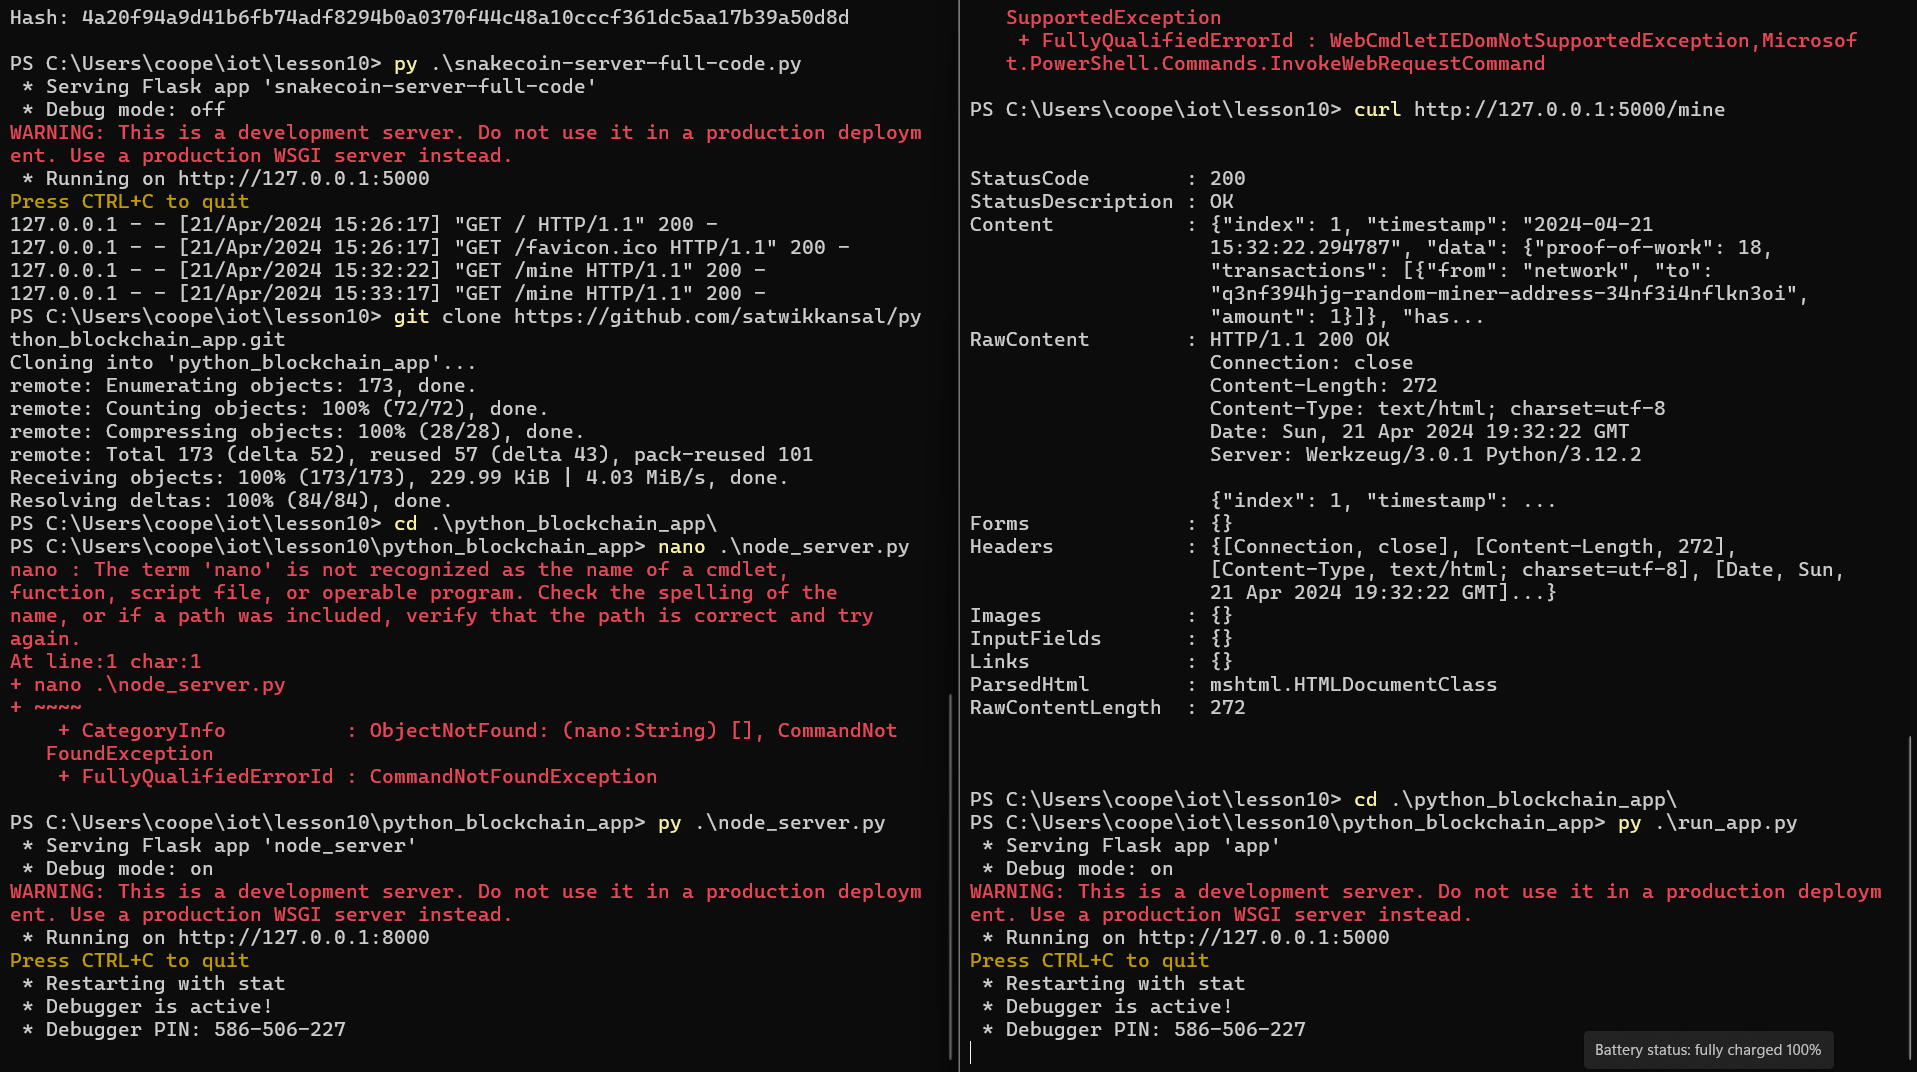 Hash: 4a20f94a9d41b6fb74adf8294b0a0370f44c48a10cccf361dc5aa17b39a50d8d
PS C:\Users\coope\iot\lesson10> py .\snakecoin-server-full-code.py
 * Serving Flask app 'snakecoin-server-full-code'
 * Debug mode: off
WARNING: This is a development server. Do not use it in a production deploym
ent. Use a production WSGI server instead.
 * Running on http://127.0.0.1:5000
Press CTRL+C to quit
127.0.0.1 - - [21/Apr/2024 15:26:17] "GET / HTTP/1.1" 200 -
127.0.0.1 - - [21/Apr/2024 15:26:17] "GET /favicon.ico HTTP/1.1" 200 -
127.0.0.1 - - [21/Apr/2024 15:32:22] "GET /mine HTTP/1.1" 200 -
127.0.0.1 - - [21/Apr/2024 15:33:17] "GET /mine HTTP/1.1" 200 -
PS C:\Users\coope\iot\lesson10> git clone https://github.com/satwikkansal/py
thon_blockchain_app.git
Cloning into 'python_blockchain_app'...
remote: Enumerating objects: 173, done.
remote: Counting objects: 100% (72/72), done.
remote: Compressing objects: 100% (28/28), done.
remote: Total 173 (delta 52), reused 57 (delta 43), pack-reused 101
Receiving objects: 100% (173/173), 229.99 KiB | 4.03 MiB/s, done.
Resolving deltas: 100% (84/84), done.
PS C:\Users\coope\iot\lesson10> cd .\python_blockchain_app\
PS C:\Users\coope\iot\lesson10\python_blockchain_app> nano .\node_server.py
nano : The term 'nano' is not recognized as the name of a cmdlet,
function, script file, or operable program. Check the spelling of the
name, or if a path was included, verify that the path is correct and try
again.
At line:1 char:1
+ nano .\node_server.py
+ ~~~~
    + CategoryInfo          : ObjectNotFound: (nano:String) [], CommandNot
   FoundException
    + FullyQualifiedErrorId : CommandNotFoundException
PS C:\Users\coope\iot\lesson10\python_blockchain_app> py .\node_server.py
 * Serving Flask app 'node_server'
 * Debug mode: on
WARNING: This is a development server. Do not use it in a production deploym
ent. Use a production WSGI server instead.
 * Running on http://127.0.0.1:8000
Press CTRL+C to quit
 * Restarting with stat
 * Debugger is active!
 * Debugger PIN: 586-506-227
   SupportedException
    + FullyQualifiedErrorId : WebCmdletIEDomNotSupportedException,Microsof
   t.PowerShell.Commands.InvokeWebRequestCommand
PS C:\Users\coope\iot\lesson10> curl http://127.0.0.1:5000/mine
StatusCode        : 200
StatusDescription : OK
Content           : {"index": 1, "timestamp": "2024-04-21
                    15:32:22.294787", "data": {"proof-of-work": 18,
                    "transactions": [{"from": "network", "to":
                    "q3nf394hjg-random-miner-address-34nf3i4nflkn3oi",
                    "amount": 1}]}, "has...
RawContent        : HTTP/1.1 200 OK
                    Connection: close
                    Content-Length: 272
                    Content-Type: text/html; charset=utf-8
                    Date: Sun, 21 Apr 2024 19:32:22 GMT
                    Server: Werkzeug/3.0.1 Python/3.12.2
                    {"index": 1, "timestamp": ...
Forms             : {}
Headers           : {[Connection, close], [Content-Length, 272],
                    [Content-Type, text/html; charset=utf-8], [Date, Sun,
                    21 Apr 2024 19:32:22 GMT]...}
Images            : {}
InputFields       : {}
Links             : {}
ParsedHtml        : mshtml.HTMLDocumentClass
RawContentLength  : 272
PS C:\Users\coope\iot\lesson10> cd .\python_blockchain_app\
PS C:\Users\coope\iot\lesson10\python_blockchain_app> py .\run_app.py
 * Serving Flask app 'app'
 * Debug mode: on
WARNING: This is a development server. Do not use it in a production deploym
ent. Use a production WSGI server instead.
 * Running on http://127.0.0.1:5000
Press CTRL+C to quit
 * Restarting with stat
 * Debugger is active!
 * Debugger PIN: 586-506-227
Battery status: fully charged 100%